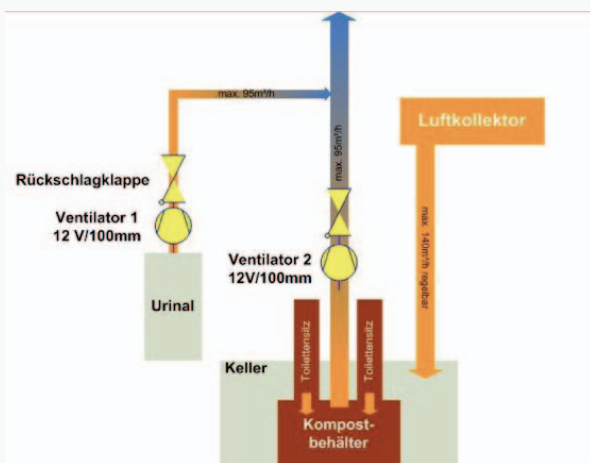 max. 95m³/h
Luftkollektor
max. 95m³/h
Rückschlagklappe
Ventilator 1
12 V/100mm
max. 140m³/h regelbar
Ventilator 2
12V/100mm
Urinal
Toilettensitz
Toilettensitz
Keller
Kompost-
behälter